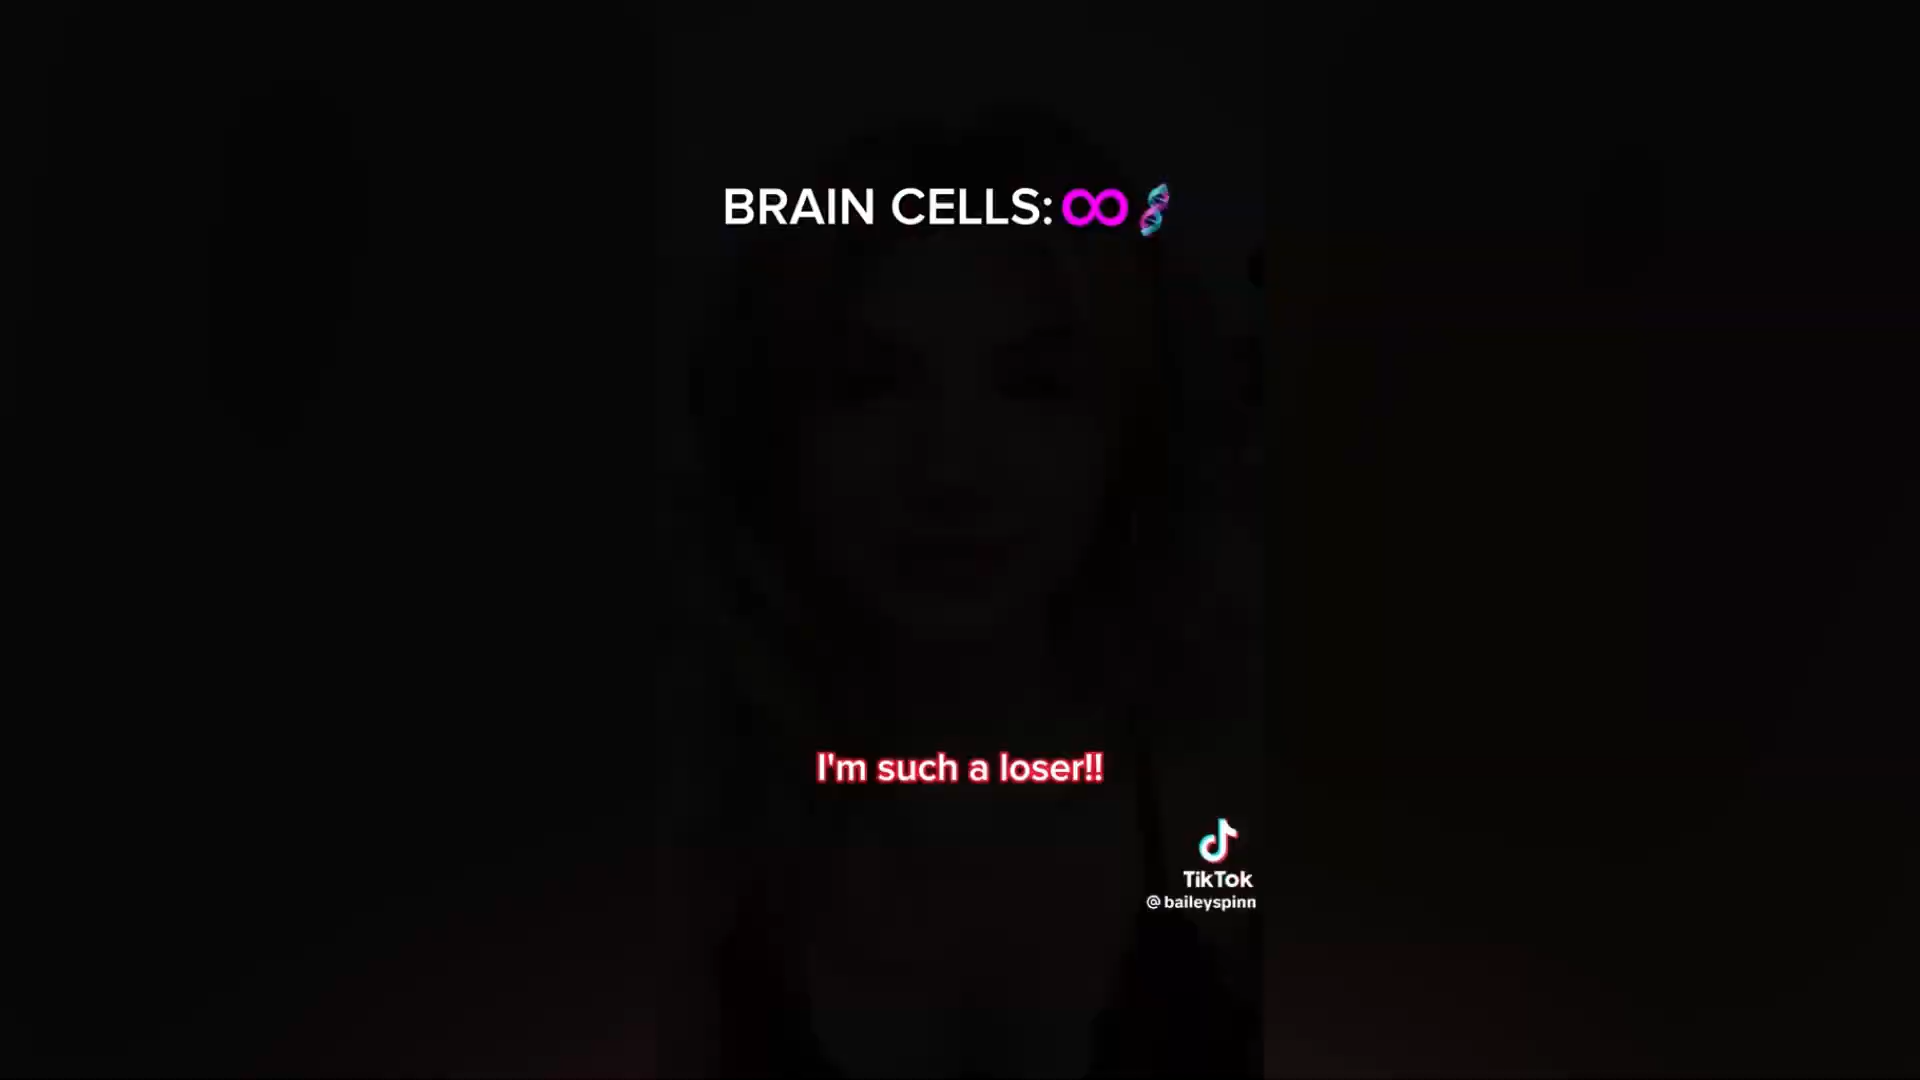 BRAIN CELLS:∞🧬
I'm such a loser!!
TikTok
@baileyspinn